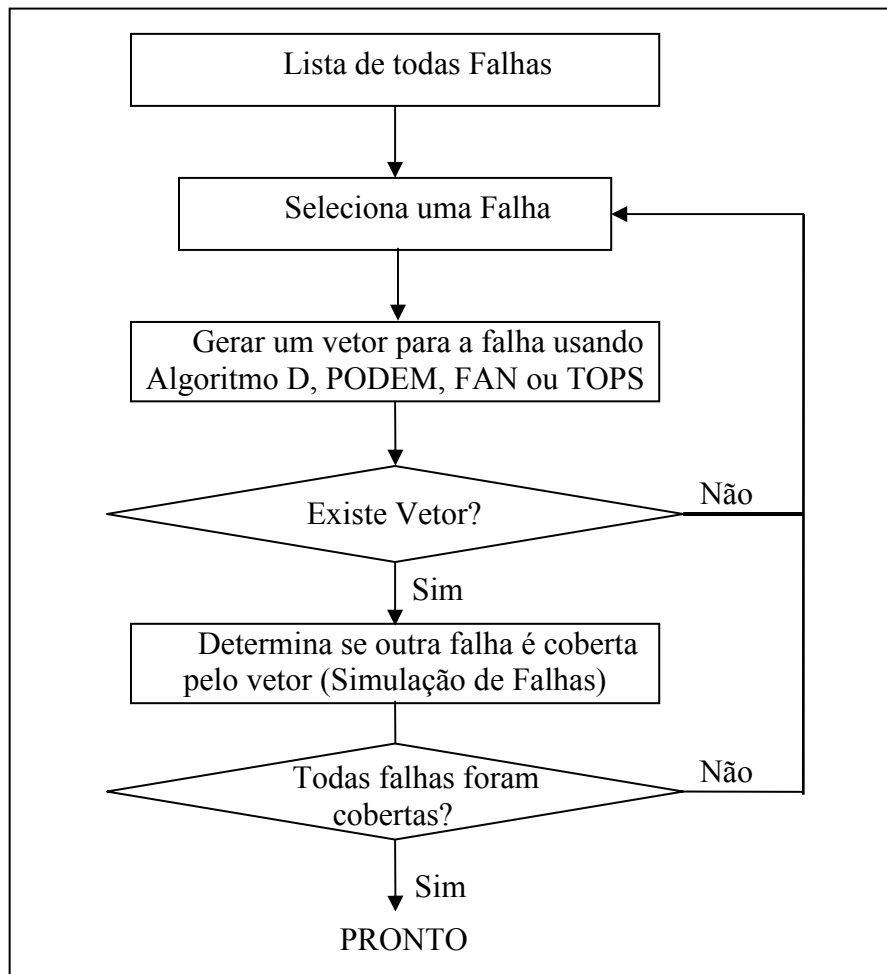 Lista de todas Falhas
Seleciona uma Falha
Gerar um vetor para a falha usando
Algoritmo D, PODEM, FAN ou TOPS
Existe Vetor?
Não
Sim
Determina se outra falha é coberta
pelo vetor (Simulação de Falhas)
Todas falhas foram
cobertas?
Não
Sim
PRONTO